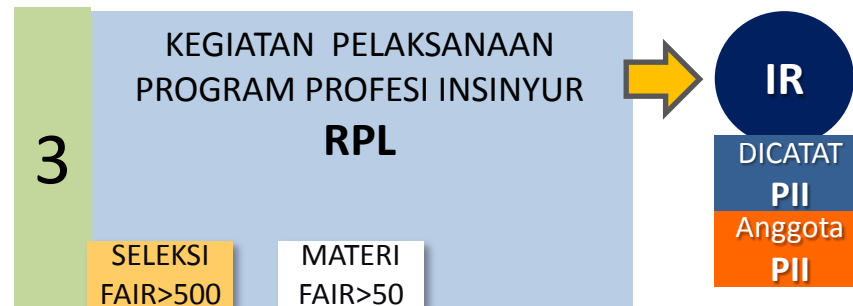 3
KEGIATAN PELAKSANAAN
PROGRAM PROFESI INSINYUR
RPL
SELEKSI
FAIR>500
MATERI
FAIR>50
IR
DICATAT
PII
Anggota
PII